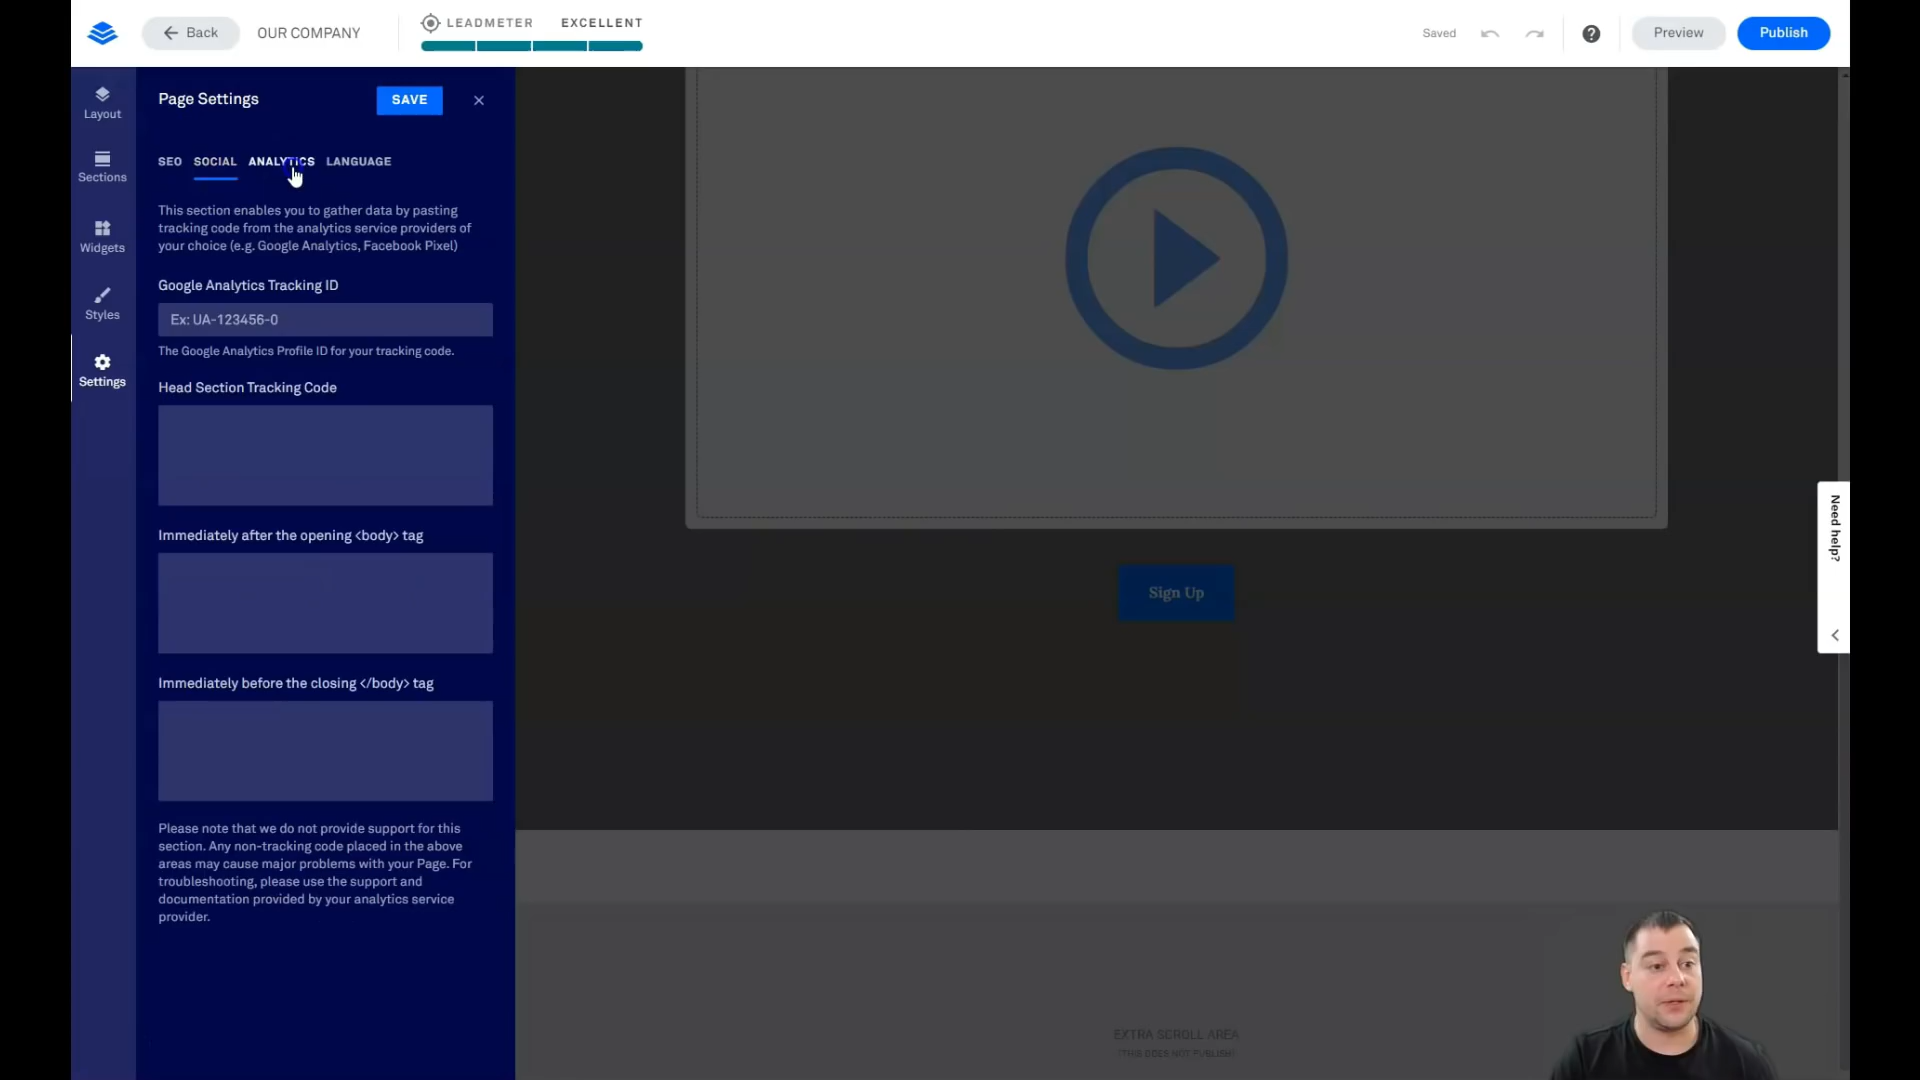 Back
OUR COMPANY
LEADMETER EXCELLENT
Saved
Preview
Publish
Layout
Sections
Widgets
Styles
Settings
Page Settings
SAVE
SEO SOCIAL ANALYTICS LANGUAGE
This section enables you to gather data by pasting
tracking code from the analytics service providers of
your choice (e.g. Google Analytics, Facebook Pixel)
Google Analytics Tracking ID
Ex: UA-123456-0
The Google Analytics Profile ID for your tracking code.
Head Section Tracking Code
Immediately after the opening <body> tag
Immediately before the closing </body> tag
Please note that we do not provide support for this
section. Any non-tracking code placed in the above
areas may cause major problems with your Page. For
troubleshooting, please use the support and
documentation provided by your analytics service
provider.
Sign Up
Need help?
EXTRA SCROLL AREA
(THIS DOES NOT PUBLISH)